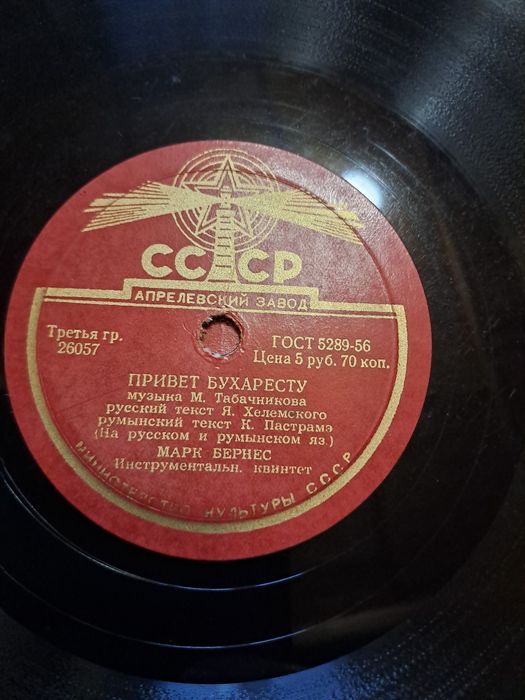 СССР
АПРЕЛЕВСКИЙ ЗАВОД
Третья гр.
26057
ГОСТ 5289-56
Цена 5 руб. 70 коп.
ПРИВЕТ БУХАРЕСТУ
музыка М. Табачникова
русский текст Я. Хелемского
румынский текст К. Пастрамэ
(На русском и румынском яз.)
МАРК БЕРНЕС
Инструментальн. квинтет
МИНИСТЕРСТВО КУЛЬТУРЫ СССР